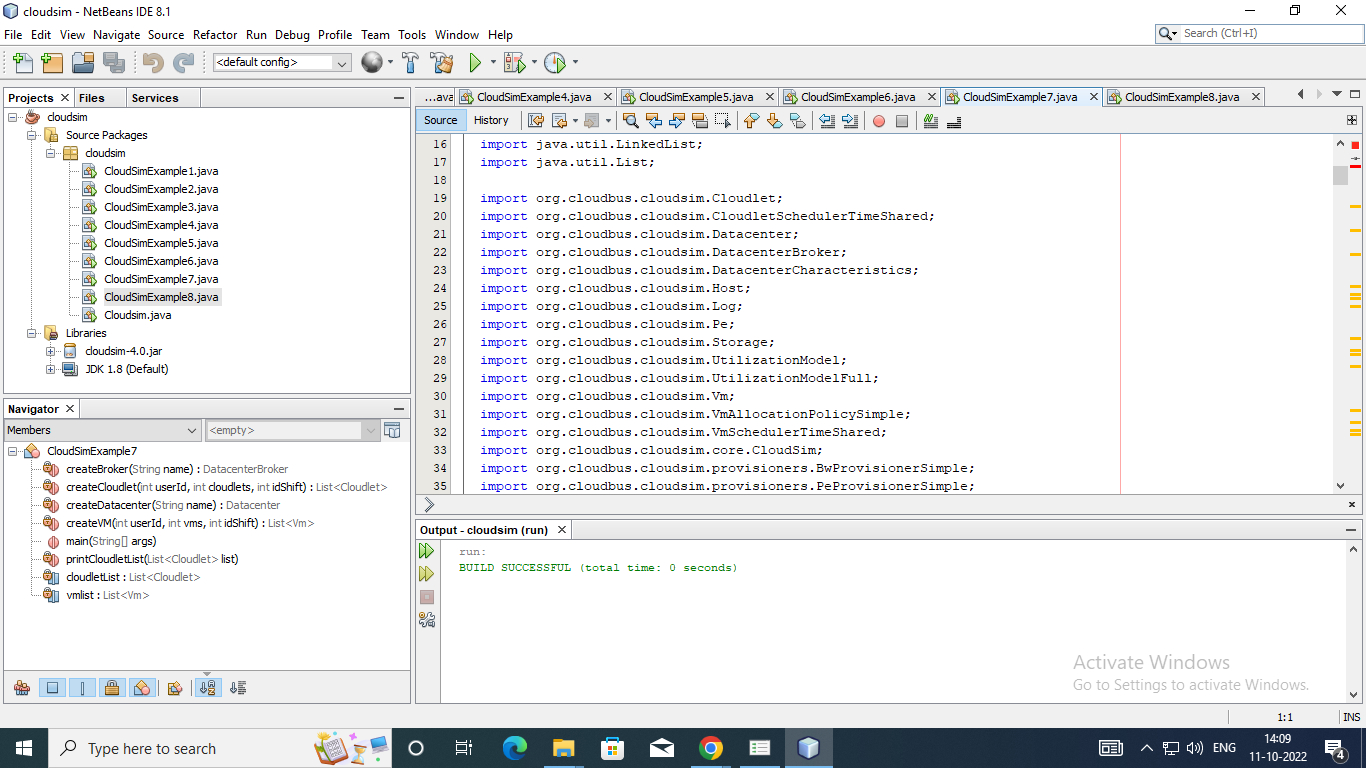 cloudsim - NetBeans IDE 8.1
File Edit View Navigate Source Refactor Run Debug Profile Team Tools Window Help
Search (Ctrl+I)
<default config>
Projects Files Services
cloudsim
Source Packages
cloudsim
CloudSimExample1.java
CloudSimExample2.java
CloudSimExample3.java
CloudSimExample4.java
CloudSimExample5.java
CloudSimExample6.java
CloudSimExample7.java
CloudSimExample8.java
Cloudsim.java
Libraries
cloudsim-4.0.jar
JDK 1.8 (Default)
Navigator
Members <empty>
CloudSimExample7
createBroker(String name) : DatacenterBroker
createCloudlet(int userId, int cloudlets, int idShift) : List<Cloudlet>
createDatacenter(String name) : Datacenter
createVM(int userId, int vms, int idShift) : List<Vm>
main(String[] args)
printCloudletList(List<Cloudlet> list)
cloudletList : List<Cloudlet>
vmlist : List<Vm>
...ava CloudSimExample4.java CloudSimExample5.java CloudSimExample6.java CloudSimExample7.java CloudSimExample8.java
Source History
16 import java.util.LinkedList;
17 import java.util.List;
18
19 import org.cloudbus.cloudsim.Cloudlet;
20 import org.cloudbus.cloudsim.CloudletSchedulerTimeShared;
21 import org.cloudbus.cloudsim.Datacenter;
22 import org.cloudbus.cloudsim.DatacenterBroker;
23 import org.cloudbus.cloudsim.DatacenterCharacteristics;
24 import org.cloudbus.cloudsim.Host;
25 import org.cloudbus.cloudsim.Log;
26 import org.cloudbus.cloudsim.Pe;
27 import org.cloudbus.cloudsim.Storage;
28 import org.cloudbus.cloudsim.UtilizationModel;
29 import org.cloudbus.cloudsim.UtilizationModelFull;
30 import org.cloudbus.cloudsim.Vm;
31 import org.cloudbus.cloudsim.VmAllocationPolicySimple;
32 import org.cloudbus.cloudsim.VmSchedulerTimeShared;
33 import org.cloudbus.cloudsim.core.CloudSim;
34 import org.cloudbus.cloudsim.provisioners.BwProvisionerSimple;
35 import org.cloudbus.cloudsim.provisioners.PeProvisionerSimple;
Output - cloudsim (run)
run:
BUILD SUCCESSFUL (total time: 0 seconds)
Activate Windows
Go to Settings to activate Windows.
1:1 INS
Type here to search
ENG
14:09
11-10-2022
4